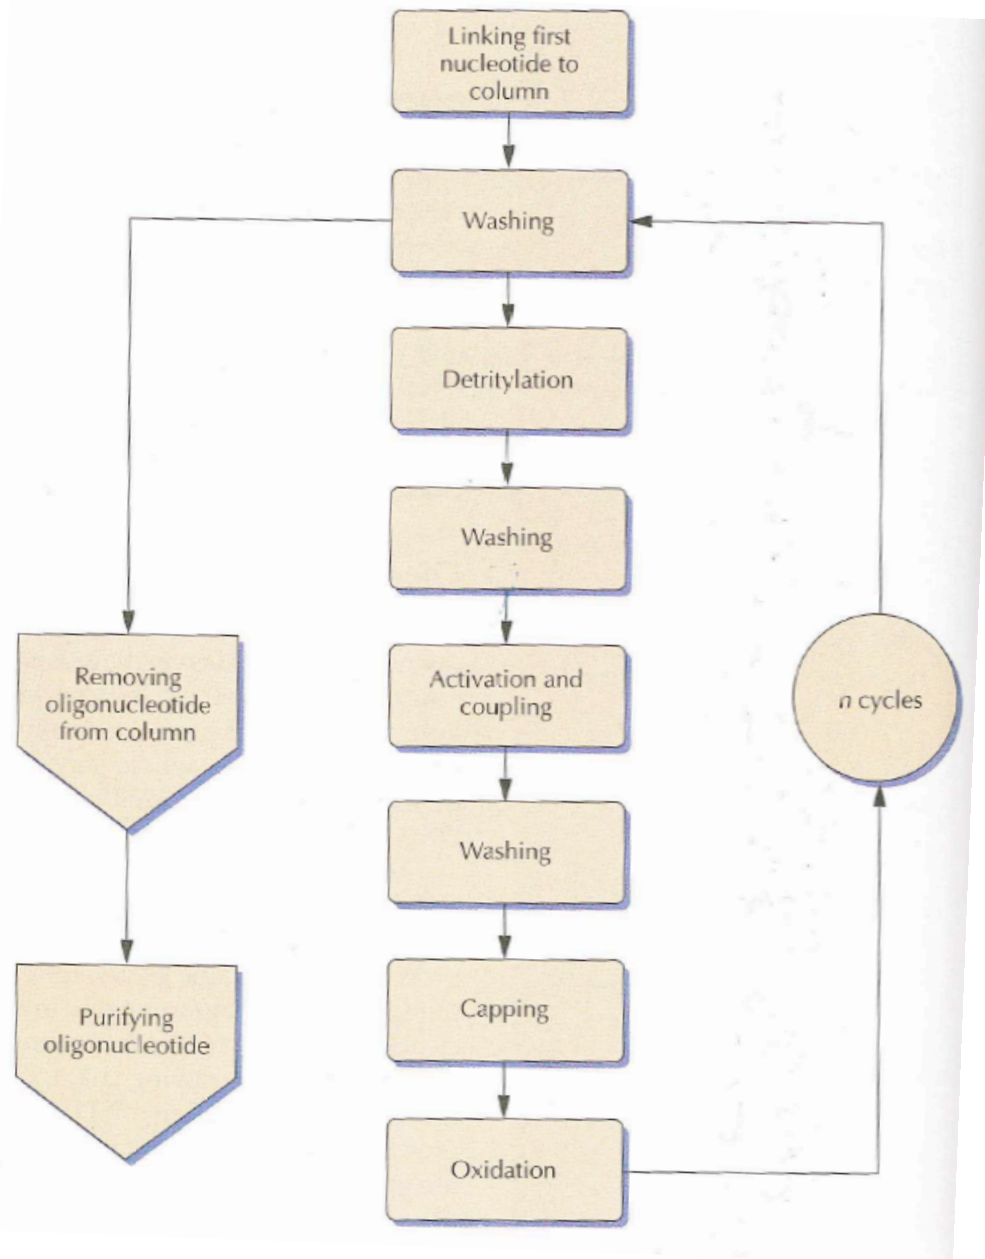 Linking first
nucleotide to
column
Washing
Detritylation
Washing
Activation and
coupling
Washing
Capping
Oxidation
n cycles
Removing
oligonucleotide
from column
Purifying
oligonucleotide